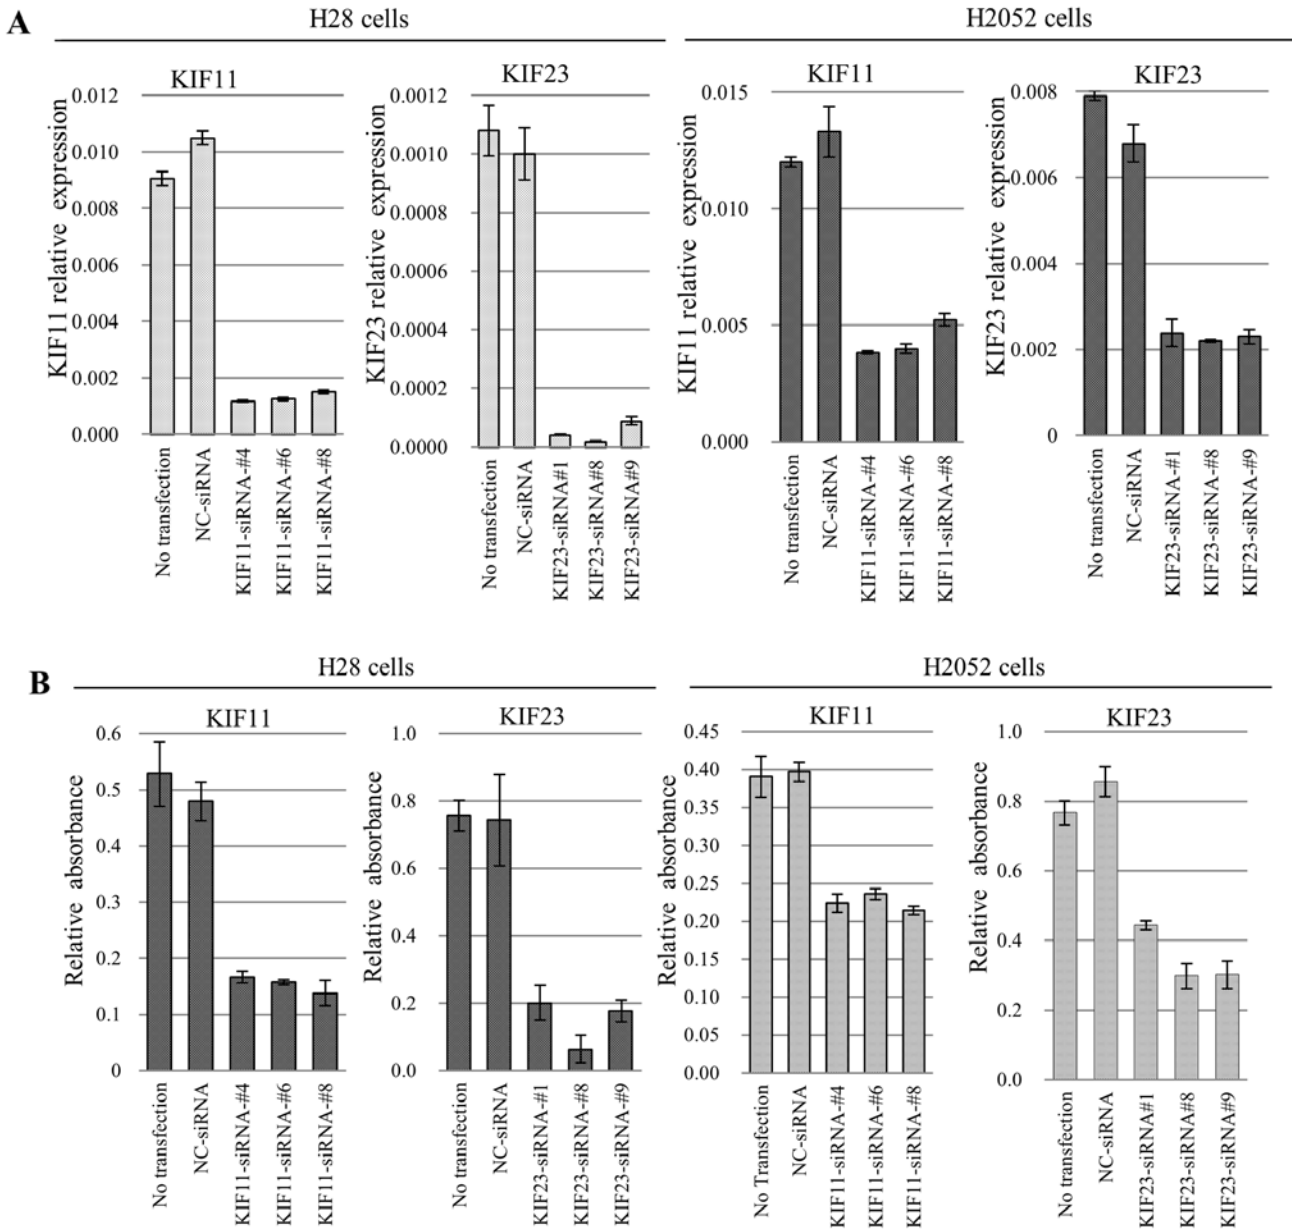 A
H28 cells
H2052 cells
KIF11
KIF23
KIF11
KIF23
KIF11 relative expression
0.012
0.010
0.008
0.006
0.004
0.002
0.000
No transfection
NC-siRNA
KIF11-siRNA-#4
KIF11-siRNA-#6
KIF11-siRNA-#8
KIF23 relative expression
0.0012
0.0010
0.0008
0.0006
0.0004
0.0002
0.0000
No transfection
NC-siRNA
KIF23-siRNA#1
KIF23-siRNA#8
KIF23-siRNA#9
KIF11 relative expression
0.015
0.010
0.005
0.000
No transfection
NC-siRNA
KIF11-siRNA-#4
KIF11-siRNA-#6
KIF11-siRNA-#8
KIF23 relative expression
0.008
0.006
0.004
0.002
0
No transfection
NC-siRNA
KIF23-siRNA-#1
KIF23-siRNA-#8
KIF23-siRNA-#9
B
H28 cells
H2052 cells
KIF11
KIF23
KIF11
KIF23
Relative absorbance
0.6
0.5
0.4
0.3
0.2
0.1
0
No transfection
NC-siRNA
KIF11-siRNA-#4
KIF11-siRNA-#6
KIF11-siRNA-#8
Relative absorbance
1.0
0.8
0.6
0.4
0.2
0.0
No transfection
NC-siRNA
KIF23-siRNA-#1
KIF23-siRNA-#8
KIF23-siRNA-#9
Relative absorbance
0.45
0.40
0.35
0.30
0.25
0.20
0.15
0.10
0.05
0.00
No Transfection
NC-siRNA
KIF11-siRNA-#4
KIF11-siRNA-#6
KIF11-siRNA-#8
Relative absorbance
1.0
0.8
0.6
0.4
0.2
0.0
No transfection
NC-siRNA
KIF23-siRNA#1
KIF23-siRNA#8
KIF23-siRNA#9